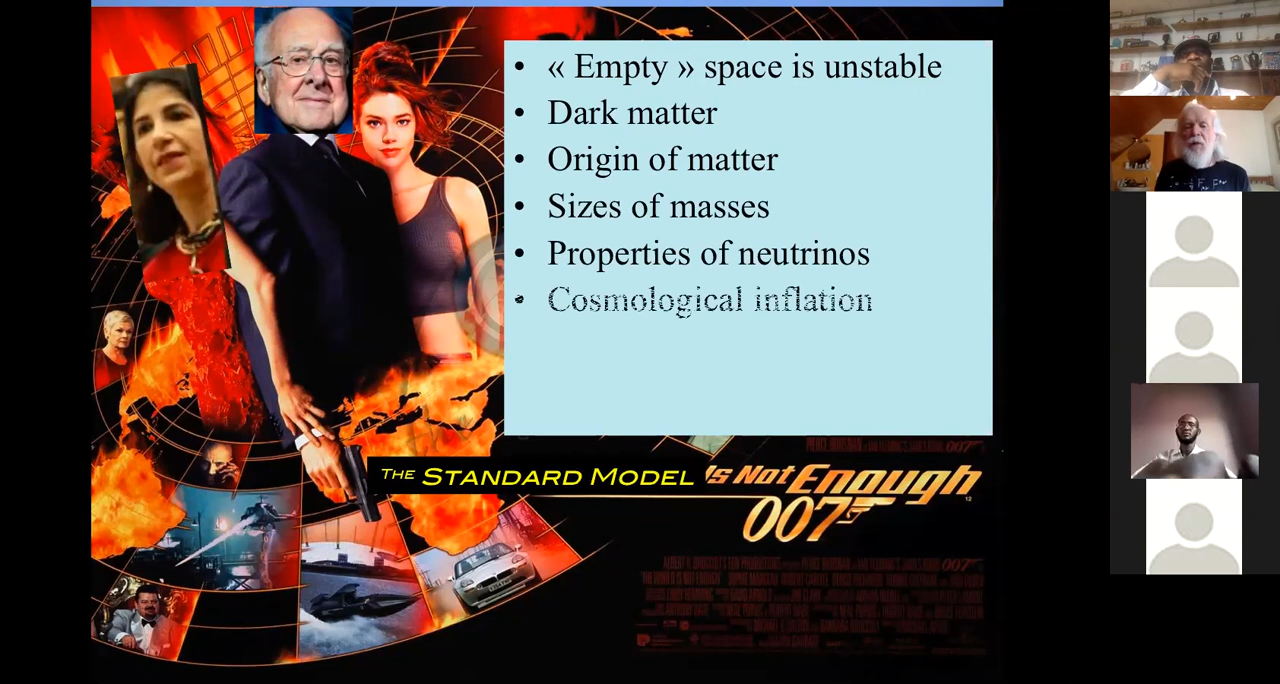 • « Empty » space is unstable
• Dark matter
• Origin of matter
• Sizes of masses
• Properties of neutrinos
• Cosmological inflation
THE STANDARD MODEL Is Not Enough
007